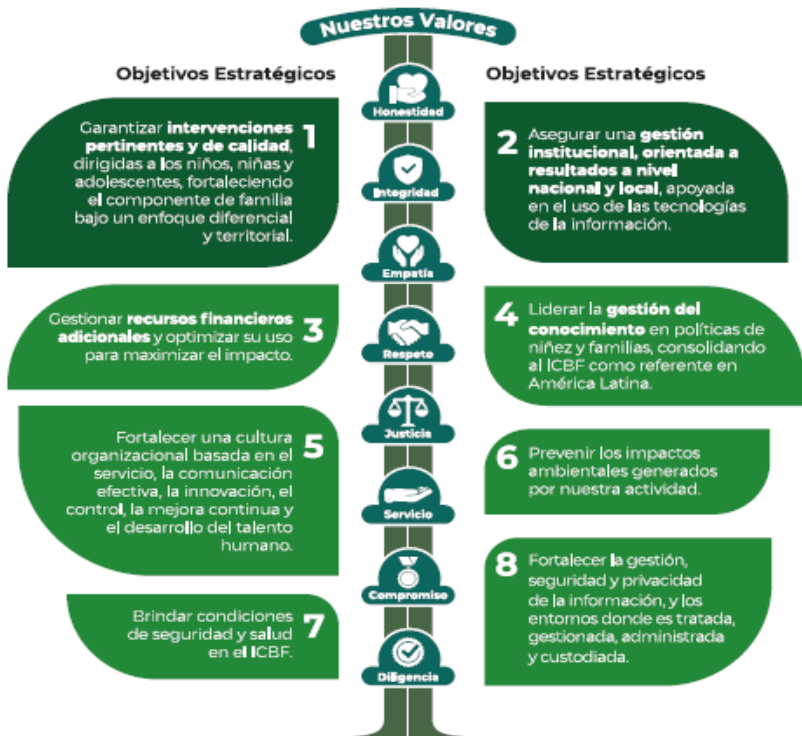 Nuestros Valores
Objetivos Estratégicos
Objetivos Estratégicos
Honestidad
1
Garantizar intervenciones
pertinentes y de calidad,
dirigidas a los niños, niñas y
adolescentes, fortaleciendo
el componente de familia
bajo un enfoque diferencial
y territorial.
2
Asegurar una gestión
institucional, orientada a
resultados a nivel
nacional y local, apoyada
en el uso de las tecnologías
de la información.
Integridad
Empatía
3
Gestionar recursos financieros
adicionales y optimizar su uso
para maximizar el impacto.
4
Liderar la gestión del
conocimiento en políticas de
niñez y familias, consolidando
al ICBF como referente en
América Latina.
Respeto
Justicia
5
Fortalecer una cultura
organizacional basada en el
servicio, la comunicación
efectiva, la innovación, el
control, la mejora continua y
el desarrollo del talento
humano.
6
Prevenir los impactos
ambientales generados
por nuestra actividad.
Servicio
Compromiso
7
Brindar condiciones
de seguridad y salud
en el ICBF.
8
Fortalecer la gestión,
seguridad y privacidad
de la información, y los
entornos donde es tratada,
gestionada, administrada
y custodiada.
Diligencia